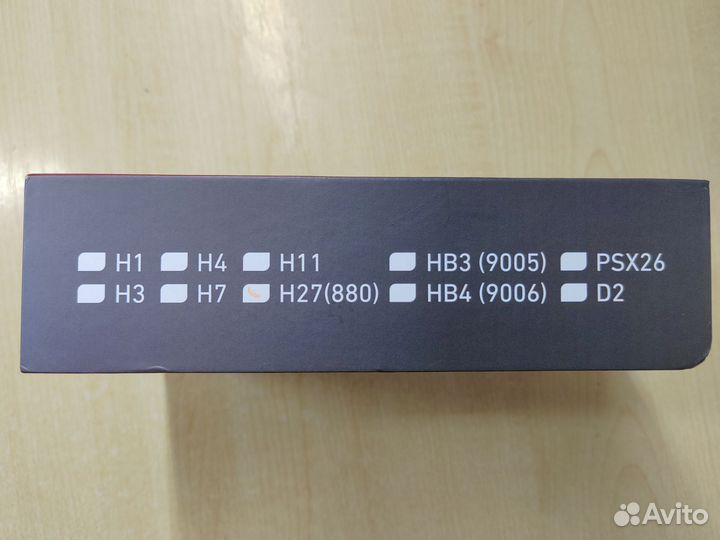 H1 H4 H11 HB3 (9005) PSX26
H3 H7 H27(880) HB4 (9006) D2
Avito